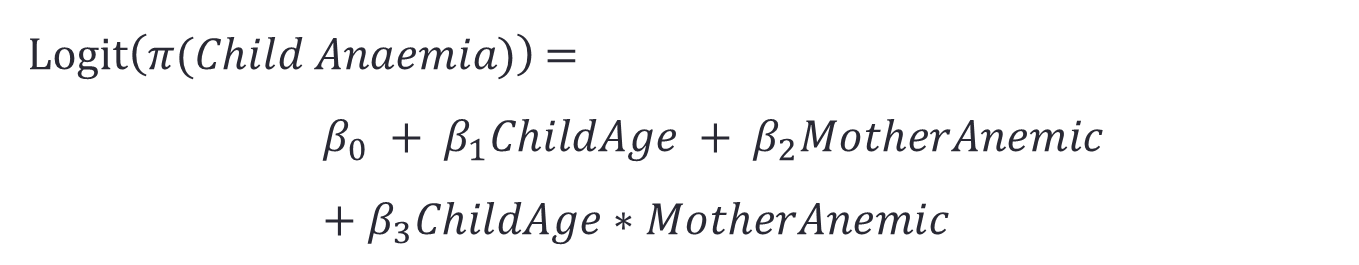 Logit(π(Child Anaemia)) =
β₀ + β₁ChildAge + β₂MotherAnemic
+ β₃ChildAge ∗ MotherAnemic